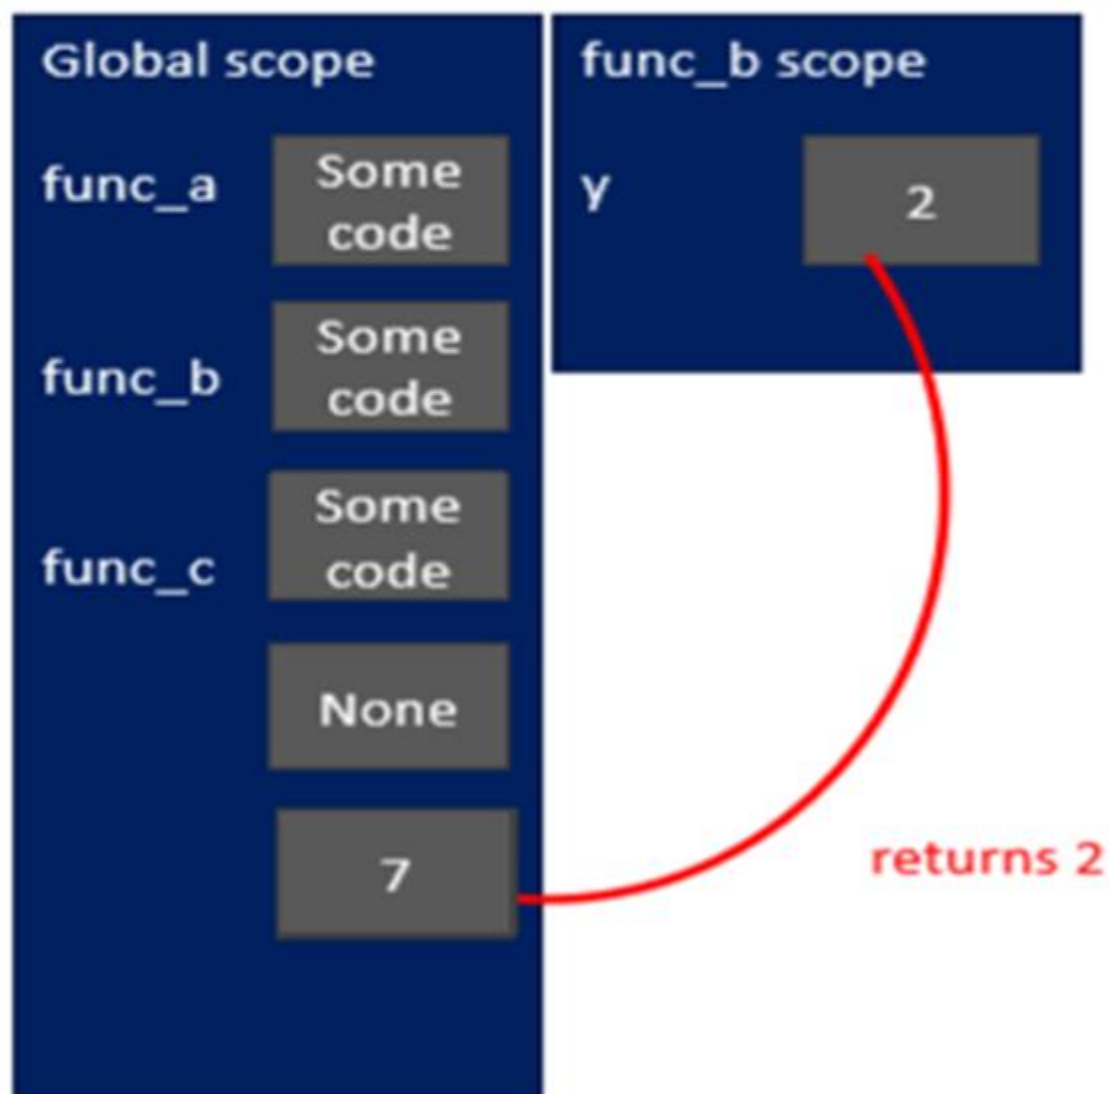 Global scope
func_a
Some
code
func_b
Some
code
func_c
Some
code
None
7
func_b scope
y
2
returns 2